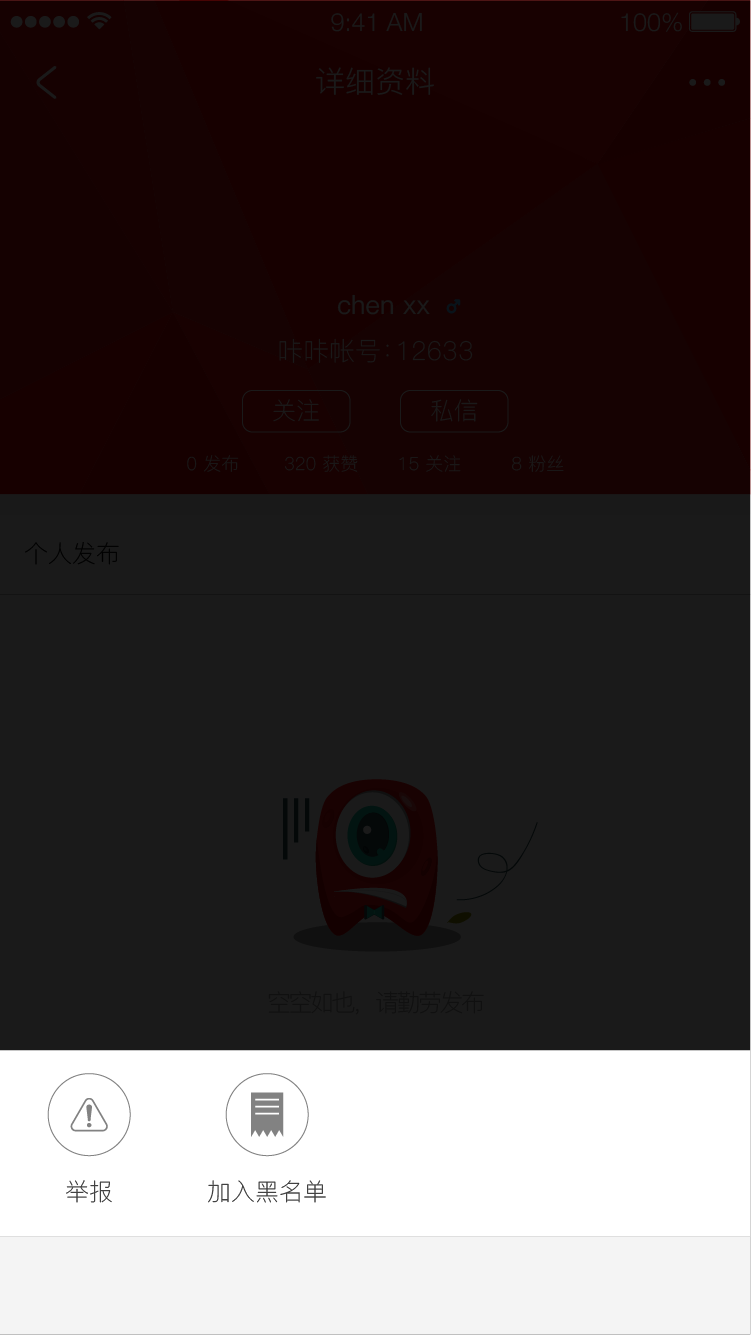 9:41 AM 100%
详细资料
chen xx
咔咔帐号:12633
关注 私信
0 发布 320 获赞 15 关注 8 粉丝
个人发布
空空如也，请勤劳发布
举报 加入黑名单